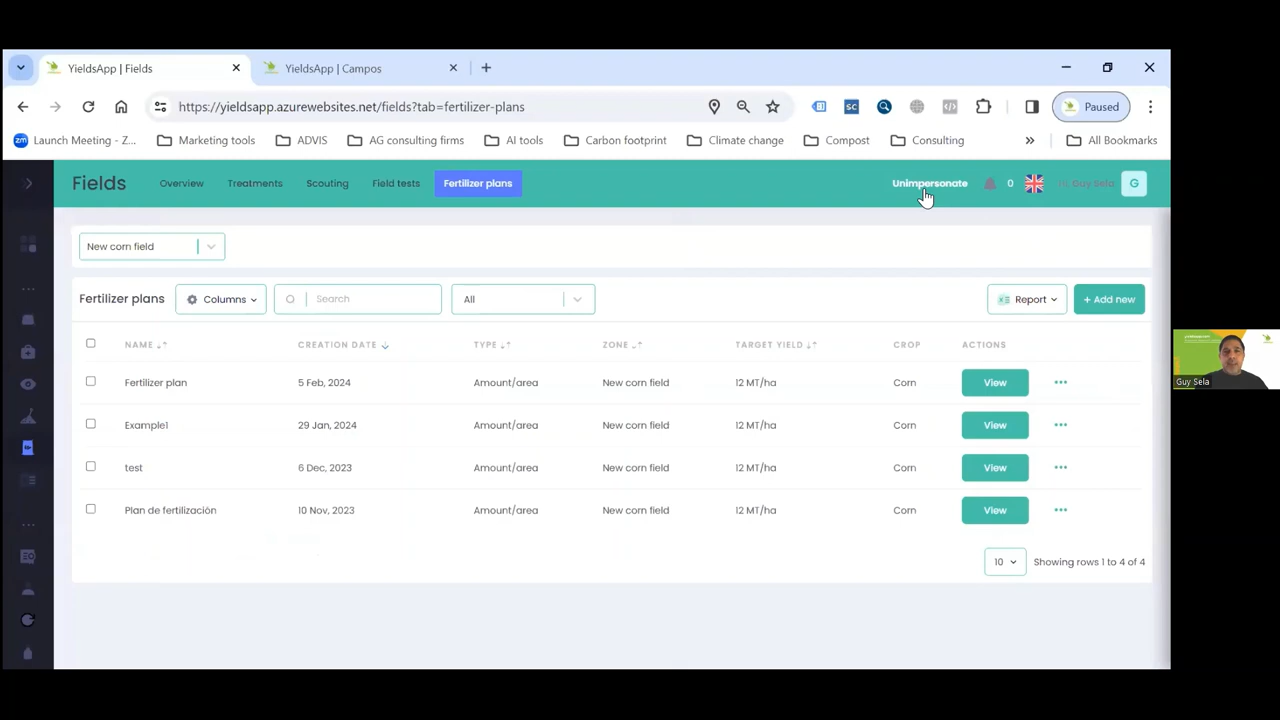 YieldsApp | Fields
YieldsApp | Campos
https://yieldsapp.azurewebsites.net/fields?tab=fertilizer-plans
SC
Paused
zm Launch Meeting - Z...
Marketing tools
ADVIS
AG consulting firms
AI tools
Carbon footprint
Climate change
Compost
Consulting
»
All Bookmarks
Fields
Overview
Treatments
Scouting
Field tests
Fertilizer plans
Unimpersonate
0
Hi, Guy Sela
G
New corn field
Fertilizer plans
Columns
Search
All
Report
+ Add new
NAME
CREATION DATE
TYPE
ZONE
TARGET YIELD
CROP
ACTIONS
Fertilizer plan 5 Feb, 2024 Amount/area New corn field 12 MT/ha Corn View
Example1 29 Jan, 2024 Amount/area New corn field 12 MT/ha Corn View
test 6 Dec, 2023 Amount/area New corn field 12 MT/ha Corn View
Plan de fertilización 10 Nov, 2023 Amount/area New corn field 12 MT/ha Corn View
10
Showing rows 1 to 4 of 4
Guy Sela